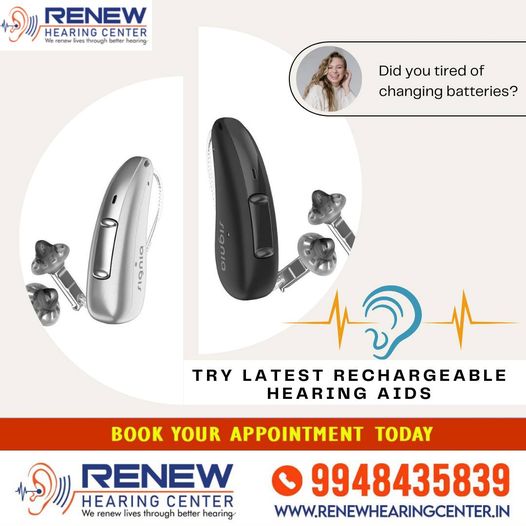 RENEW
HEARING CENTER
We renew lives through better hearing
Did you tired of
changing batteries?
signia
signia
TRY LATEST RECHARGEABLE
HEARING AIDS
BOOK YOUR APPOINTMENT TODAY
RENEW
HEARING CENTER
We renew lives through better hearing
9948435839
WWW.RENEWHEARINGCENTER.IN